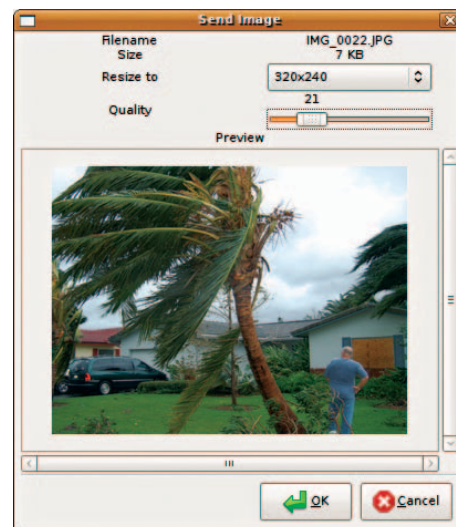 Send Image
Filename IMG_0022.JPG
Size 7 KB
Resize to 320x240
21
Quality
Preview
OK Cancel